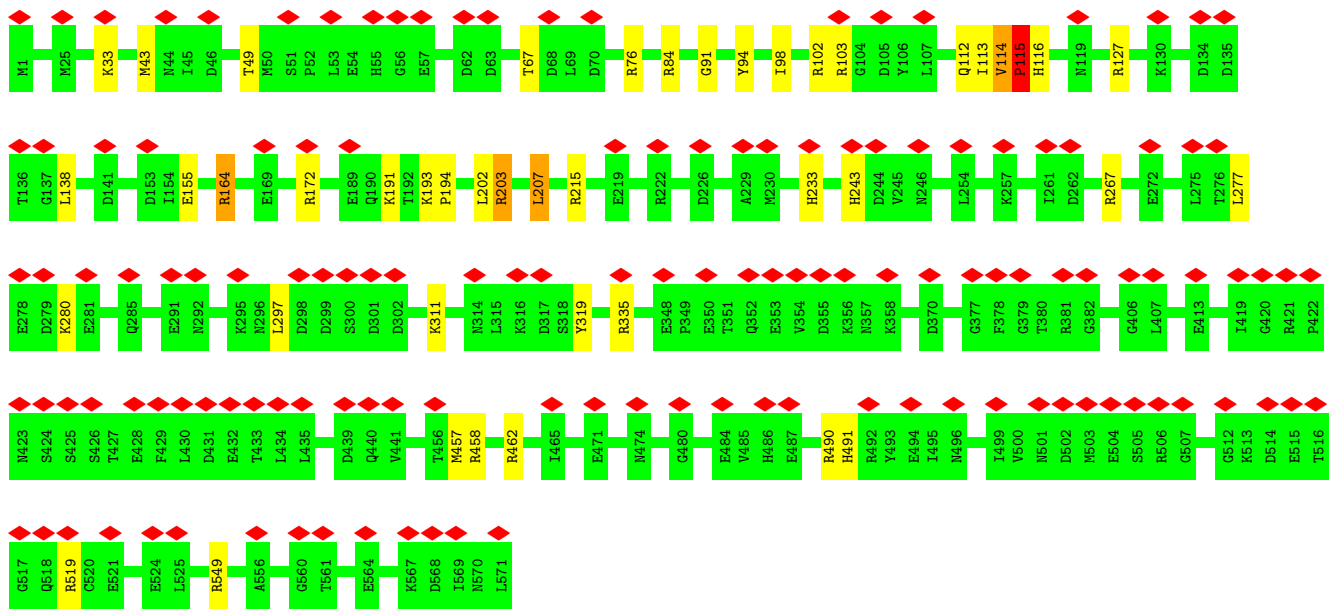 M1 M25 K33 M43 N44 I45 D46 T49 M50 S51 P52 L53 E54 H55 G56 E57 D62 D63 T67 D68 L69 D70 R76 R84 G91 Y94 I98 R102 R103 G104 D105 Y106 L107 Q112 I113 V114 P115 H116 N119 R127 K130 D134 D135
T136 G137 L138 D141 D153 I154 E155 R164 E169 R172 E189 Q190 K191 T192 K193 P194 L202 R203 L207 R215 E219 R222 D226 A229 M230 H233 H243 D244 V245 N246 L254 K257 I261 D262 R267 E272 L275 T276 L277
E278 D279 K280 E281 Q285 E291 N292 K295 N296 L297 D298 D299 S300 D301 D302 K311 N314 L315 K316 D317 S318 Y319 R335 E348 P349 E350 T351 Q352 E353 V354 D355 K356 N357 K358 D370 G377 F378 G379 T380 R381 G382 G406 L407 E413 I419 G420 R421 P422
N423 S424 S425 S426 T427 E428 F429 L430 D431 E432 T433 L434 L435 D439 Q440 V441 T456 M457 R458 R462 I465 E471 N474 G480 E484 V485 H486 E487 R490 H491 R492 Y493 E494 I495 N496 I499 V500 N501 D502 M503 E504 S505 R506 G507 G512 K513 D514 E515 T516
G517 Q518 R519 C520 E521 E524 L525 R549 A556 G560 T561 E564 K567 D568 I569 N570 L571